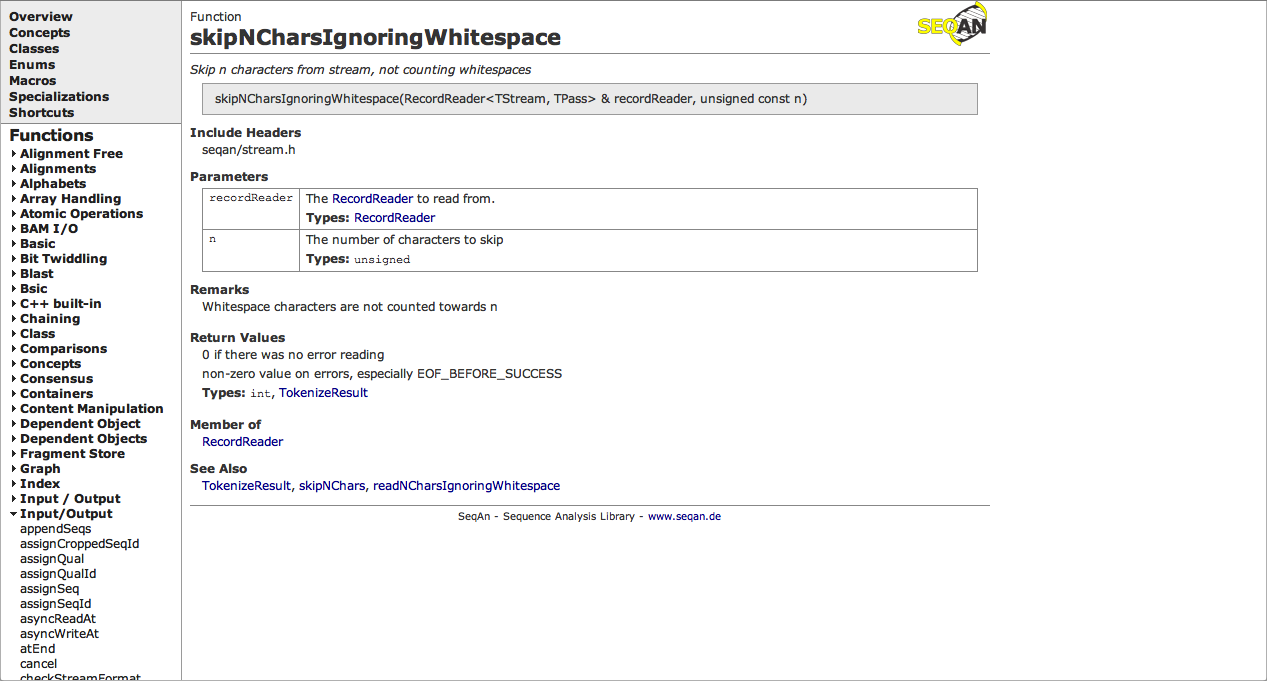 Overview
Concepts
Classes
Enums
Macros
Specializations
Shortcuts
Functions
Alignment Free
Alignments
Alphabets
Array Handling
Atomic Operations
BAM I/O
Basic
Bit Twiddling
Blast
Bsic
C++ built-in
Chaining
Class
Comparisons
Concepts
Consensus
Containers
Content Manipulation
Dependent Object
Dependent Objects
Fragment Store
Graph
Index
Input / Output
Input/Output
appendSeqs
assignCroppedSeqId
assignQual
assignQualId
assignSeq
assignSeqId
asyncReadAt
asyncWriteAt
atEnd
cancel
checkStreamFormat
Function
SEQAN
skipNCharsIgnoringWhitespace
Skip n characters from stream, not counting whitespaces
skipNCharsIgnoringWhitespace(RecordReader<TStream, TPass> & recordReader, unsigned const n)
Include Headers
seqan/stream.h
Parameters
recordReader The RecordReader to read from.
Types: RecordReader
n The number of characters to skip
Types: unsigned
Remarks
Whitespace characters are not counted towards n
Return Values
0 if there was no error reading
non-zero value on errors, especially EOF_BEFORE_SUCCESS
Types: int, TokenizeResult
Member of
RecordReader
See Also
TokenizeResult, skipNChars, readNCharsIgnoringWhitespace
SeqAn - Sequence Analysis Library - www.seqan.de